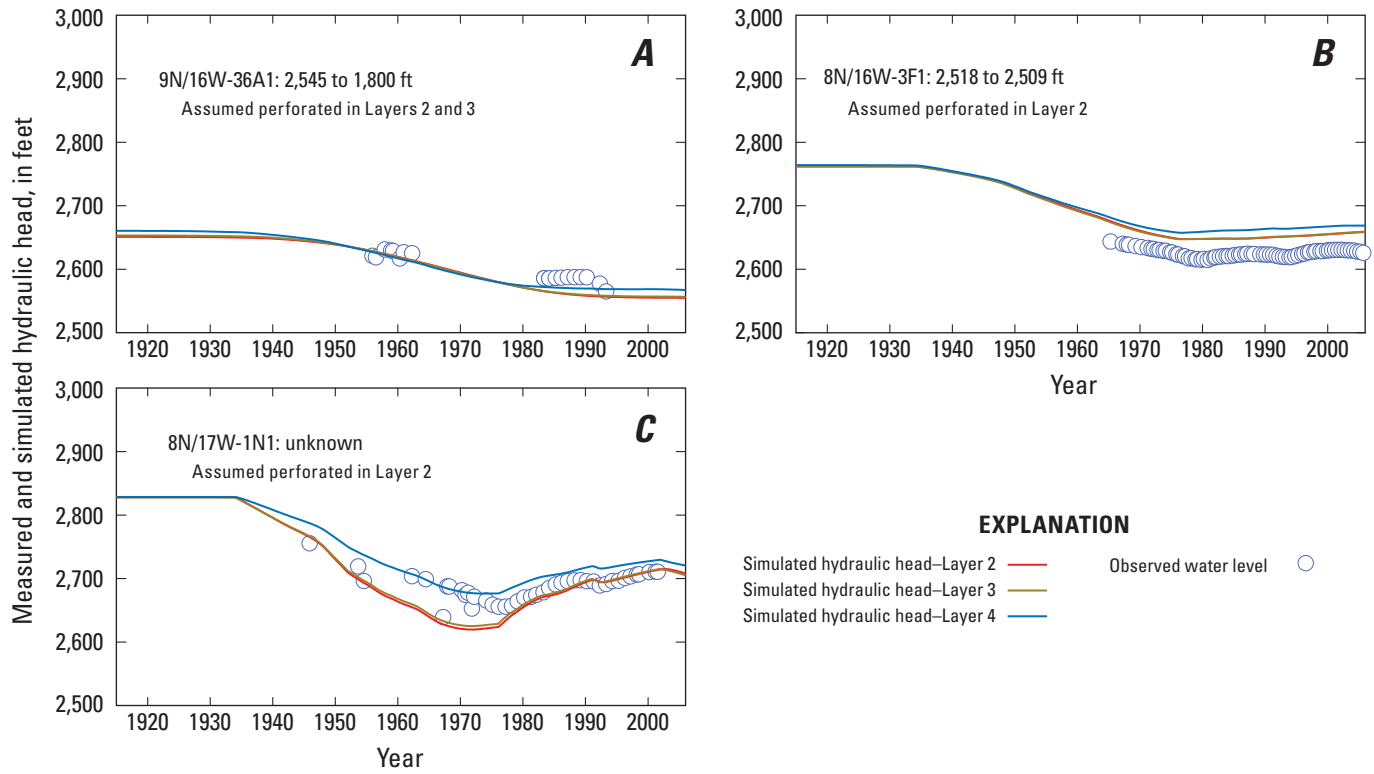 Measured and simulated hydraulic head, in feet
3,000
2,900
2,800
2,700
2,600
2,500
A
9N/16W-36A1: 2,545 to 1,800 ft
Assumed perforated in Layers 2 and 3
1920 1930 1940 1950 1960 1970 1980 1990 2000
3,000
2,900
2,800
2,700
2,600
2,500
B
8N/16W-3F1: 2,518 to 2,509 ft
Assumed perforated in Layer 2
1920 1930 1940 1950 1960 1970 1980 1990 2000
Year
3,000
2,900
2,800
2,700
2,600
2,500
C
8N/17W-1N1: unknown
Assumed perforated in Layer 2
1920 1930 1940 1950 1960 1970 1980 1990 2000
Year
EXPLANATION
Simulated hydraulic head–Layer 2
Simulated hydraulic head–Layer 3
Simulated hydraulic head–Layer 4
Observed water level